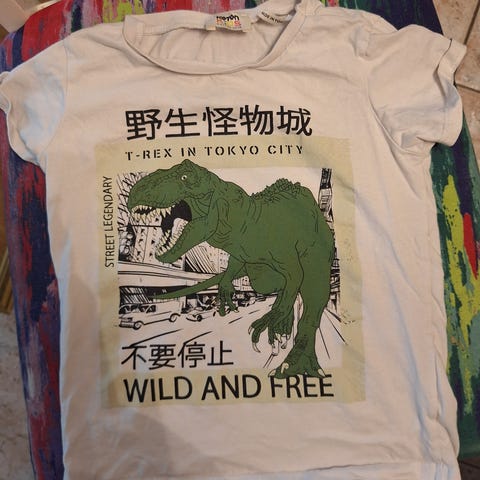 野生怪物城
T-REX IN TOKYO CITY
STREET LEGENDARY
不要停止
WILD AND FREE